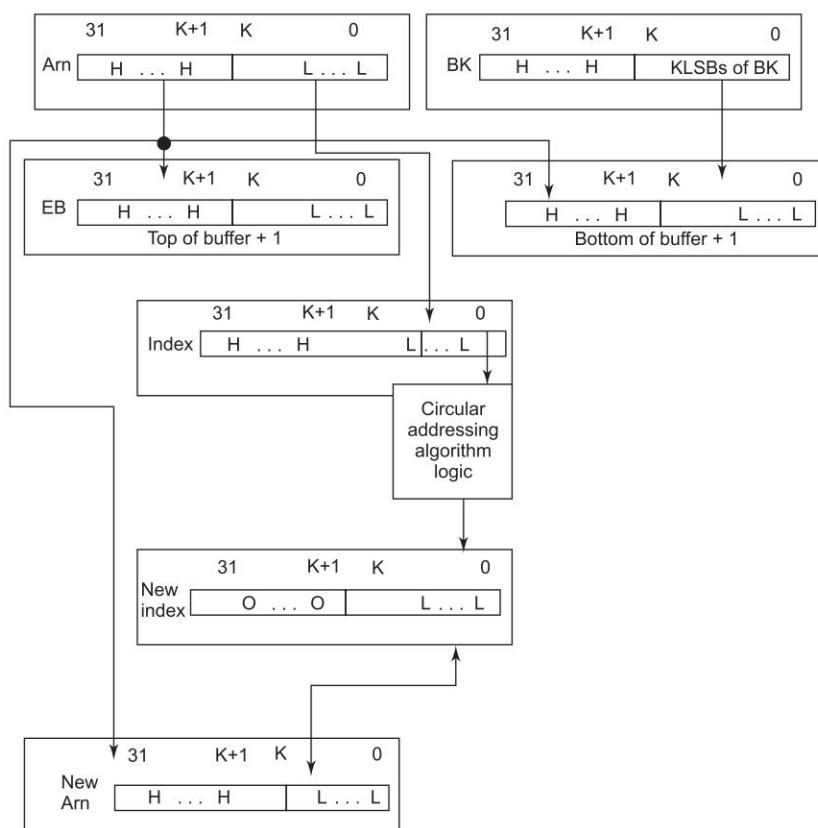 31 K+1 K 0
Arn H . . . H L . . . L
31 K+1 K 0
BK H . . . H KLSBs of BK
31 K+1 K 0
EB H . . . H L . . . L
Top of buffer + 1
31 K+1 K 0
H . . . H L . . . L
Bottom of buffer + 1
31 K+1 K 0
Index H . . . H L . . . L
Circular
addressing
algorithm
logic
31 K+1 K 0
New
index O . . . O L . . . L
31 K+1 K 0
New
Arn H . . . H L . . . L